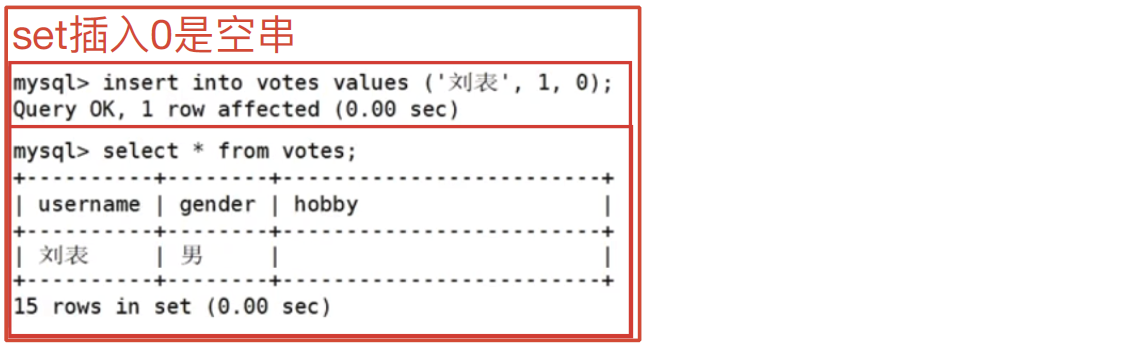 set插入0是空串
mysql> insert into votes values ('刘表', 1, 0);
Query OK, 1 row affected (0.00 sec)
mysql> select * from votes;
+----------+--------+-------------------------+
| username | gender | hobby                   |
+----------+--------+-------------------------+
| 刘表     | 男     |                         |
+----------+--------+-------------------------+
15 rows in set (0.00 sec)